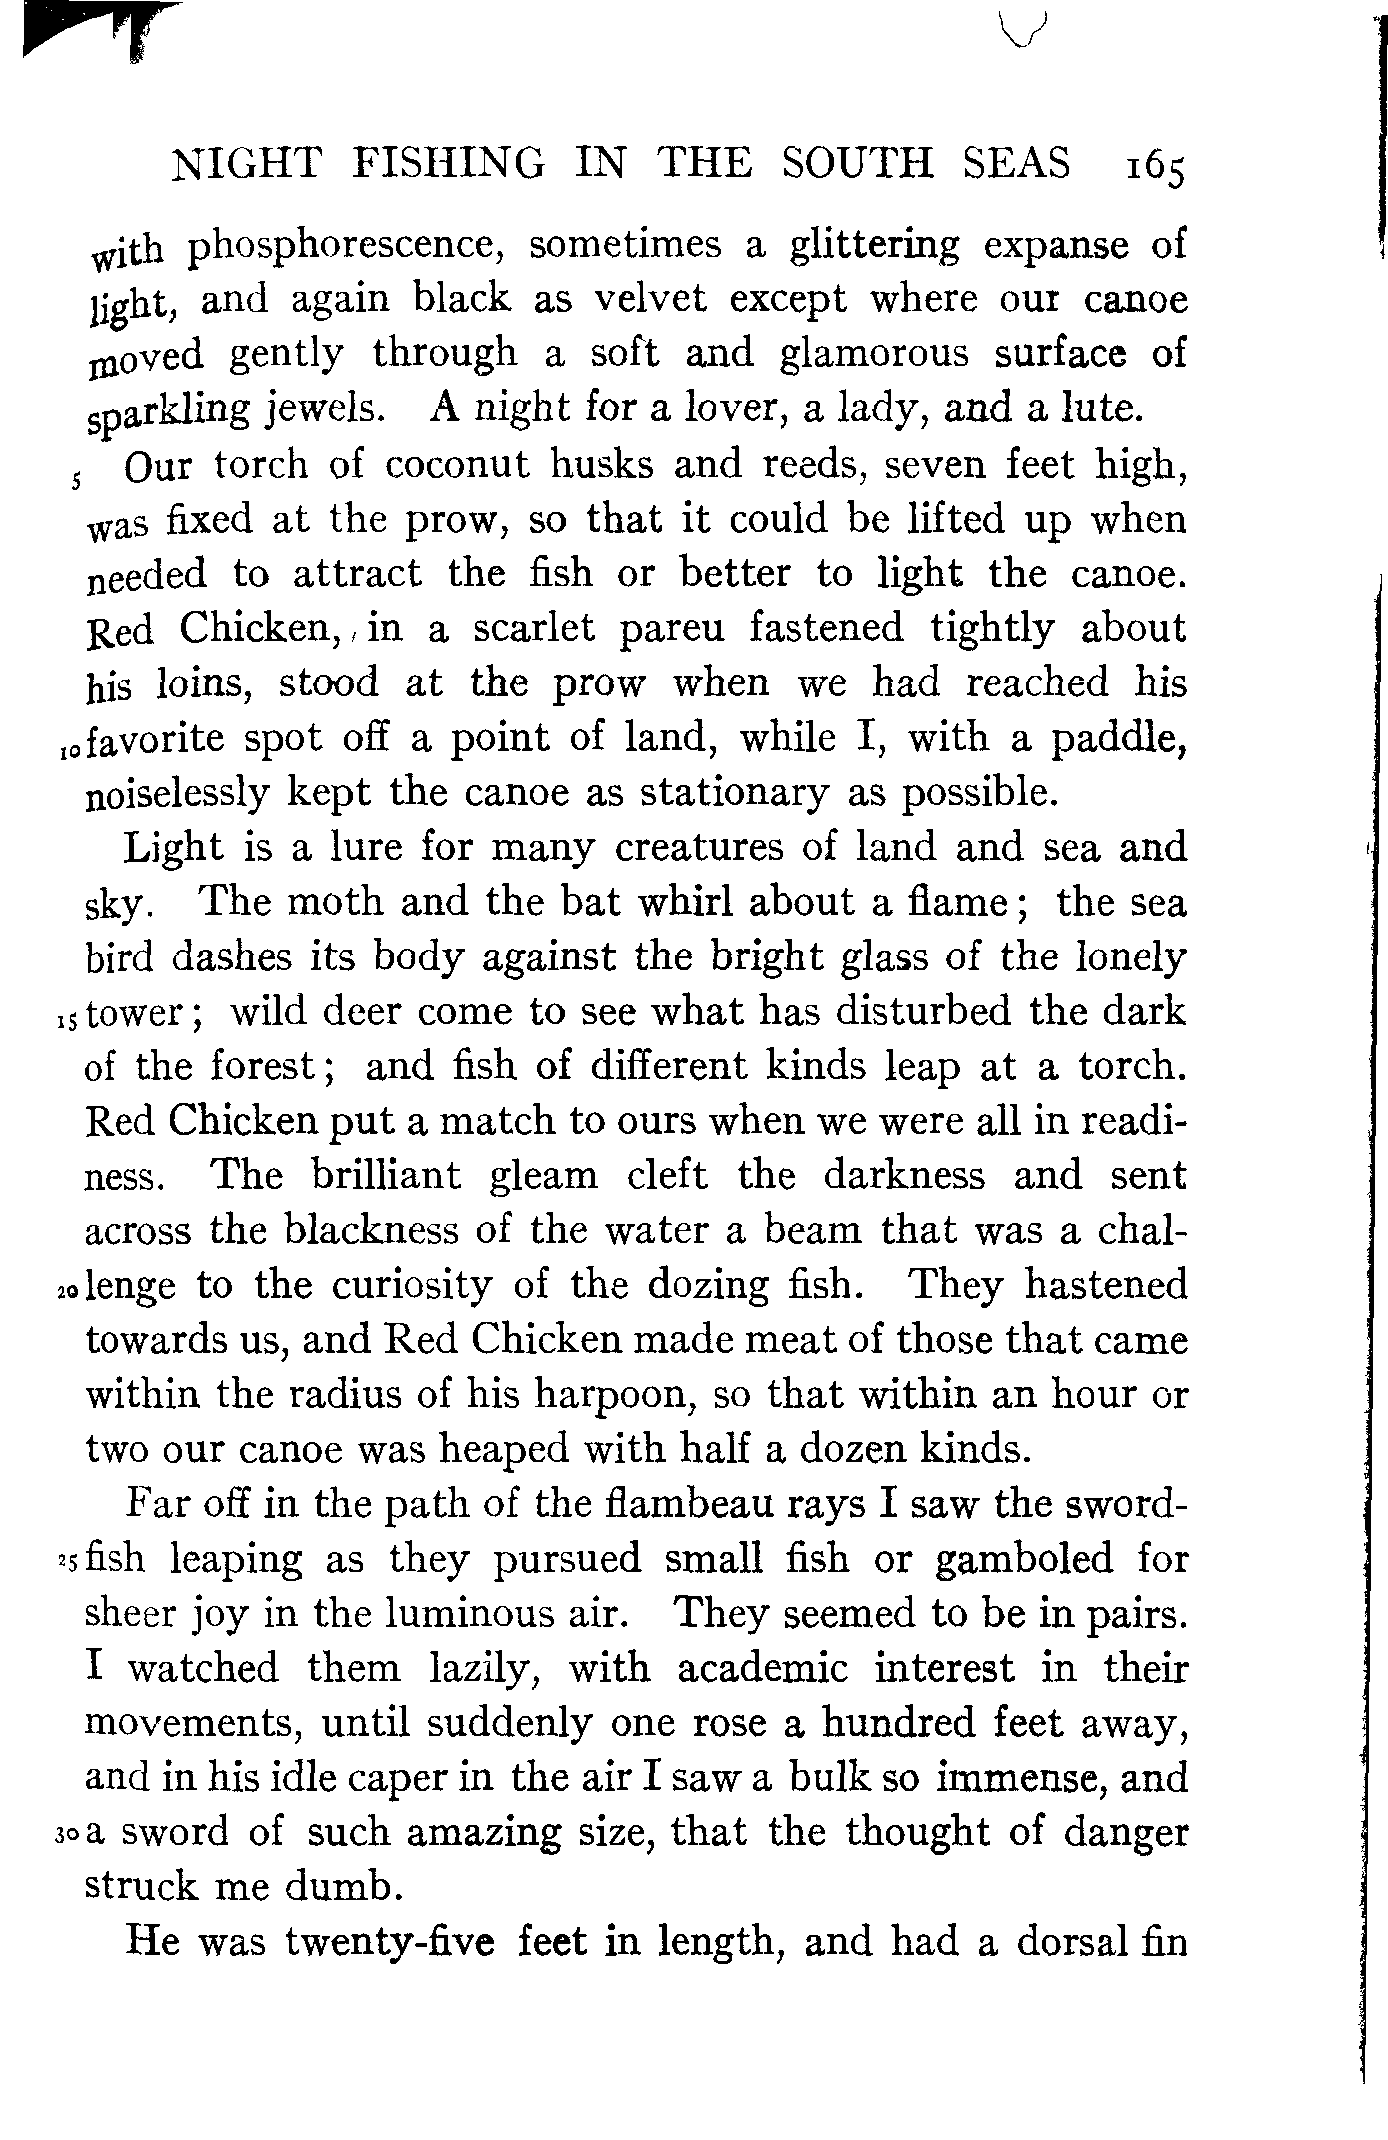 NIGHT FISHING IN THE SOUTH SEAS 165
with phosphorescence, sometimes a glittering expanse of
light, and again black as velvet except where our canoe
moved gently through a soft and glamorous surface of
sparkling jewels. A night for a lover, a lady, and a lute.
5 Our torch of coconut husks and reeds, seven feet high,
was fixed at the prow, so that it could be lifted up when
needed to attract the fish or better to light the canoe.
Red Chicken, in a scarlet pareu fastened tightly about
his loins, stood at the prow when we had reached his
10 favorite spot off a point of land, while I, with a paddle,
noiselessly kept the canoe as stationary as possible.
Light is a lure for many creatures of land and sea and
sky. The moth and the bat whirl about a flame; the sea
bird dashes its body against the bright glass of the lonely
15 tower; wild deer come to see what has disturbed the dark
of the forest; and fish of different kinds leap at a torch.
Red Chicken put a match to ours when we were all in readi-
ness. The brilliant gleam cleft the darkness and sent
across the blackness of the water a beam that was a chal-
20 lenge to the curiosity of the dozing fish. They hastened
towards us, and Red Chicken made meat of those that came
within the radius of his harpoon, so that within an hour or
two our canoe was heaped with half a dozen kinds.
Far off in the path of the flambeau rays I saw the sword-
25 fish leaping as they pursued small fish or gamboled for
sheer joy in the luminous air. They seemed to be in pairs.
I watched them lazily, with academic interest in their
movements, until suddenly one rose a hundred feet away,
and in his idle caper in the air I saw a bulk so immense, and
30 a sword of such amazing size, that the thought of danger
struck me dumb.
He was twenty-five feet in length, and had a dorsal fin